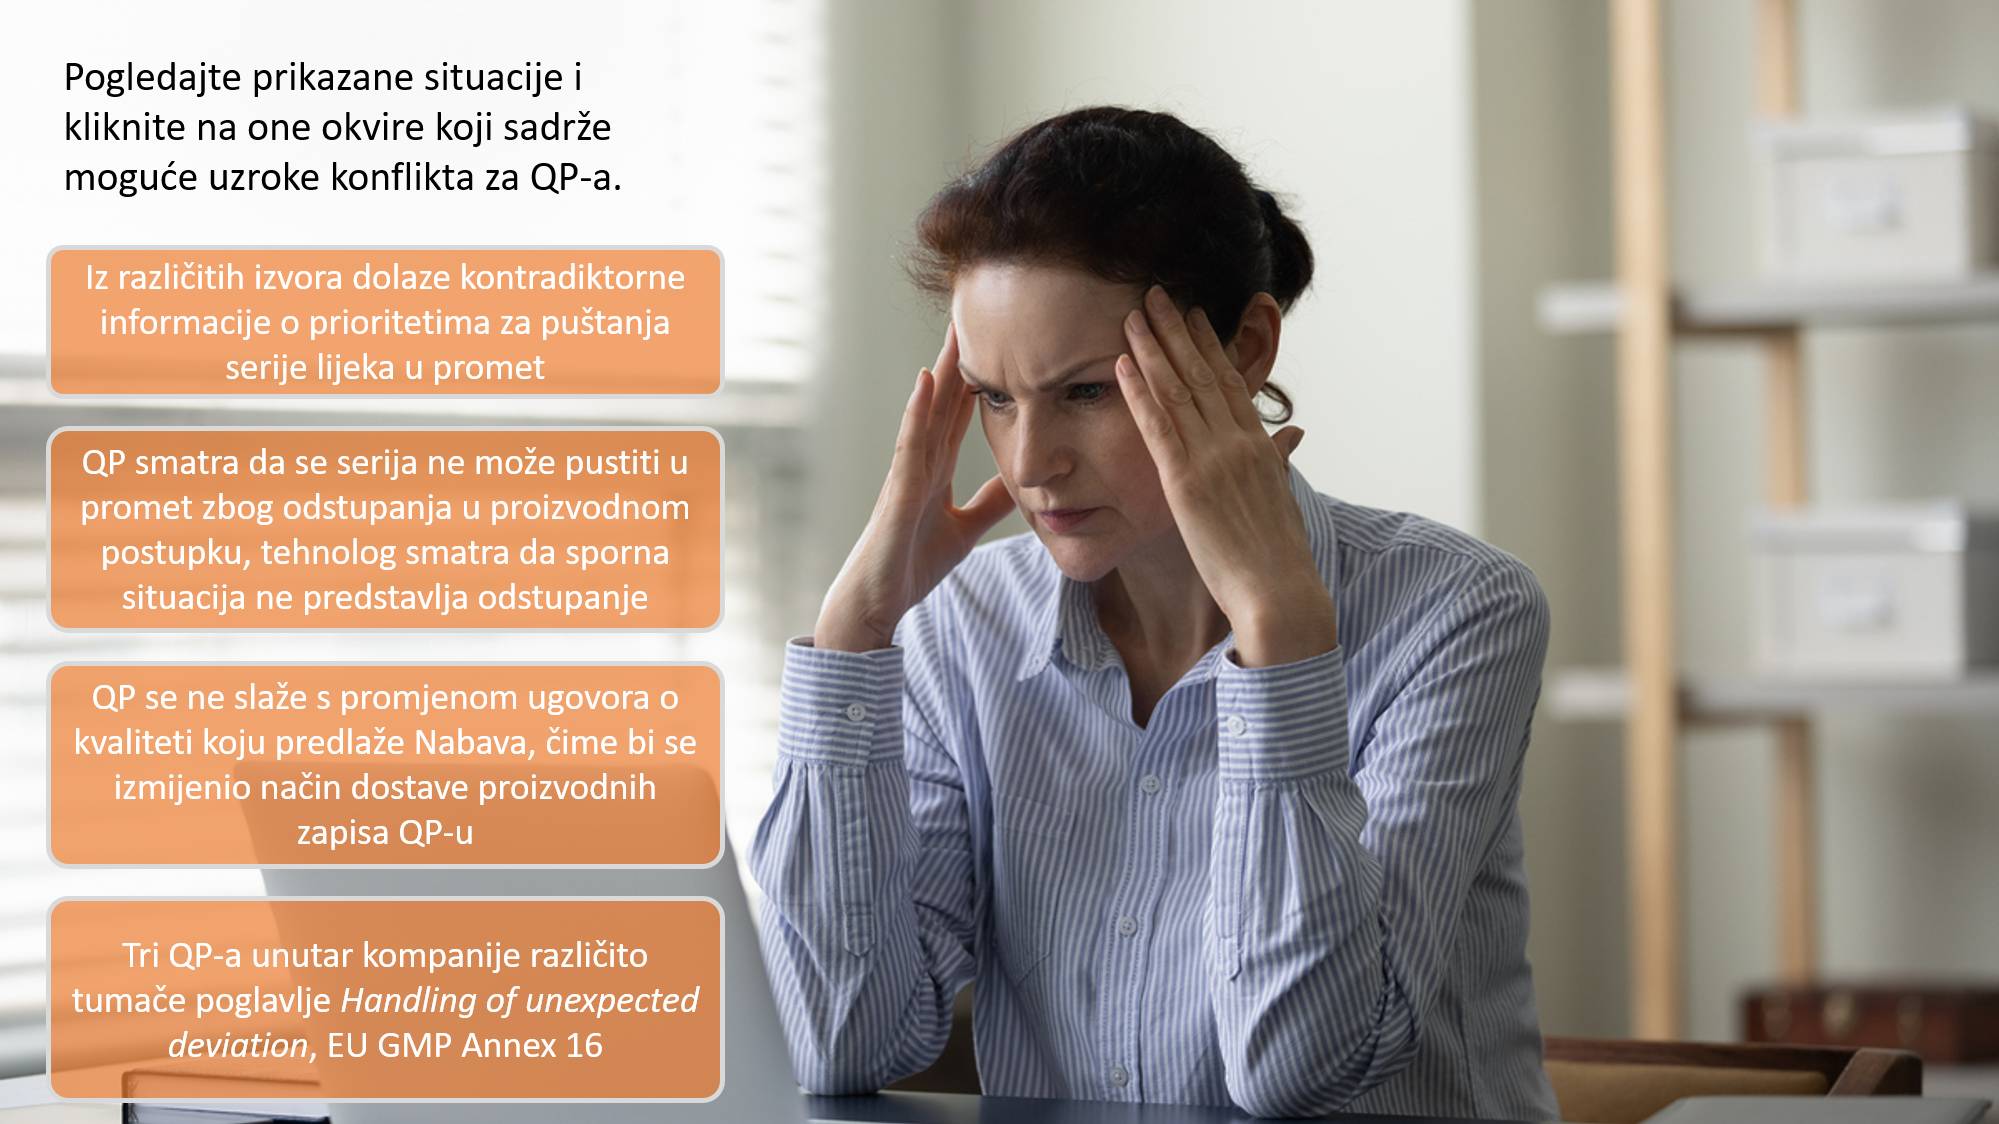 Pogledajte prikazane situacije i
kliknite na one okvire koji sadrže
moguće uzroke konflikta za QP-a.
Iz različitih izvora dolaze kontradiktorne
informacije o prioritetima za puštanja
serije lijeka u promet
QP smatra da se serija ne može pustiti u
promet zbog odstupanja u proizvodnom
postupku, tehnolog smatra da sporna
situacija ne predstavlja odstupanje
QP se ne slaže s promjenom ugovora o
kvaliteti koju predlaže Nabava, čime bi se
izmijenio način dostave proizvodnih
zapisa QP-u
Tri QP-a unutar kompanije različito
tumače poglavlje Handling of unexpected
deviation, EU GMP Annex 16